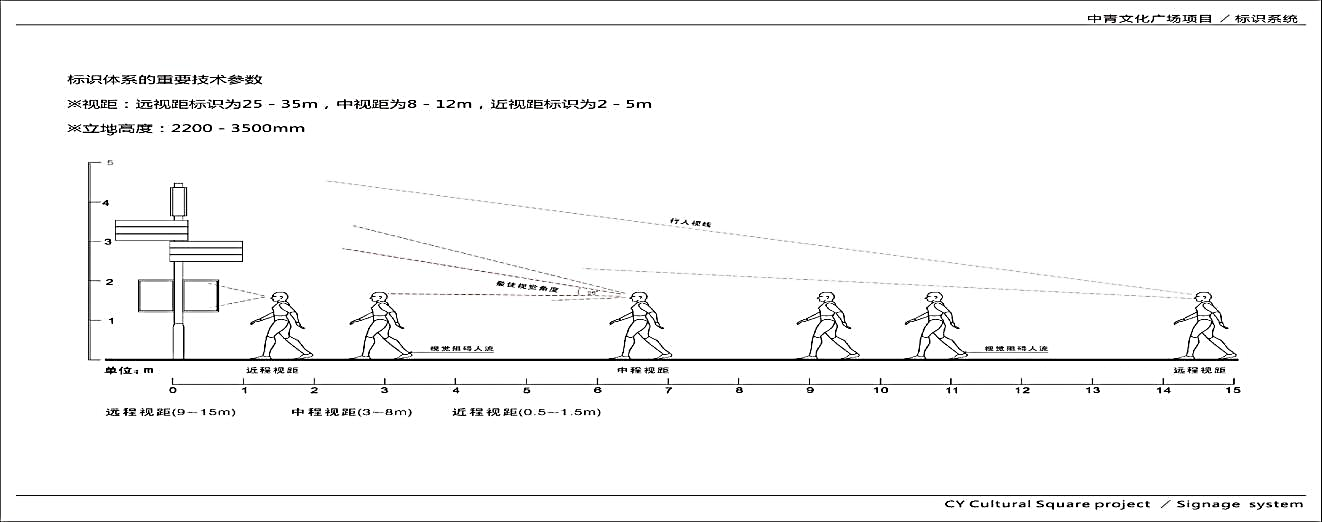 中青文化广场项目 / 标识系统
标识体系的重要技术参数
※视距：远视距标识为25 - 35m，中视距为8 - 12m，近视距标识为2 - 5m
※立地高度：2200 - 3500mm
5
4
3
2
1
行人视线
最佳视觉角度
视觉阻碍人流
视觉阻碍人流
单位：m
近程视距
中程视距
远程视距
0 1 2 3 4 5 6 7 8 9 10 11 12 13 14 15
远程视距(9－15m) 中程视距(3－8m) 近程视距(0.5－1.5m)
CY Cultural Square project / Signage system